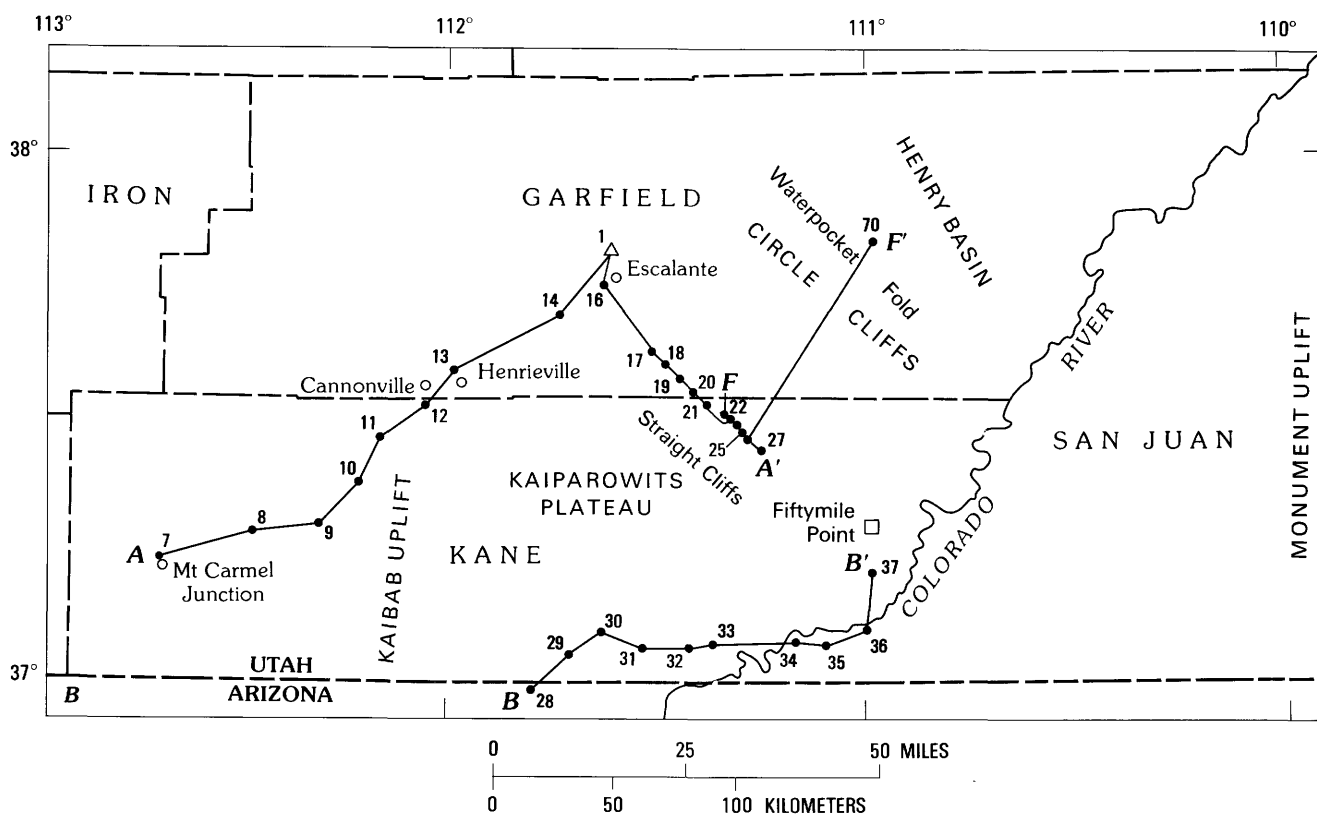 113°
112°
111°
110°
38°
IRON
GARFIELD
HENRY BASIN
Waterpocket
Fold
CIRCLE
CLIFFS
70
F'
1
Escalante
16
14
17
18
19
20
F
21
22
25
27
A'
13
Henrieville
Cannonville
12
11
10
9
8
7
A
Mt Carmel
Junction
Straight Cliffs
KAIPAROWITS
PLATEAU
KAIBAB UPLIFT
KANE
SAN JUAN
MONUMENT UPLIFT
COLORADO
RIVER
Fiftymile
Point
B'
37
30
29
31
32
33
34
35
36
37°
UTAH
ARIZONA
B
B
28
0
25
50 MILES
0
50
100 KILOMETERS